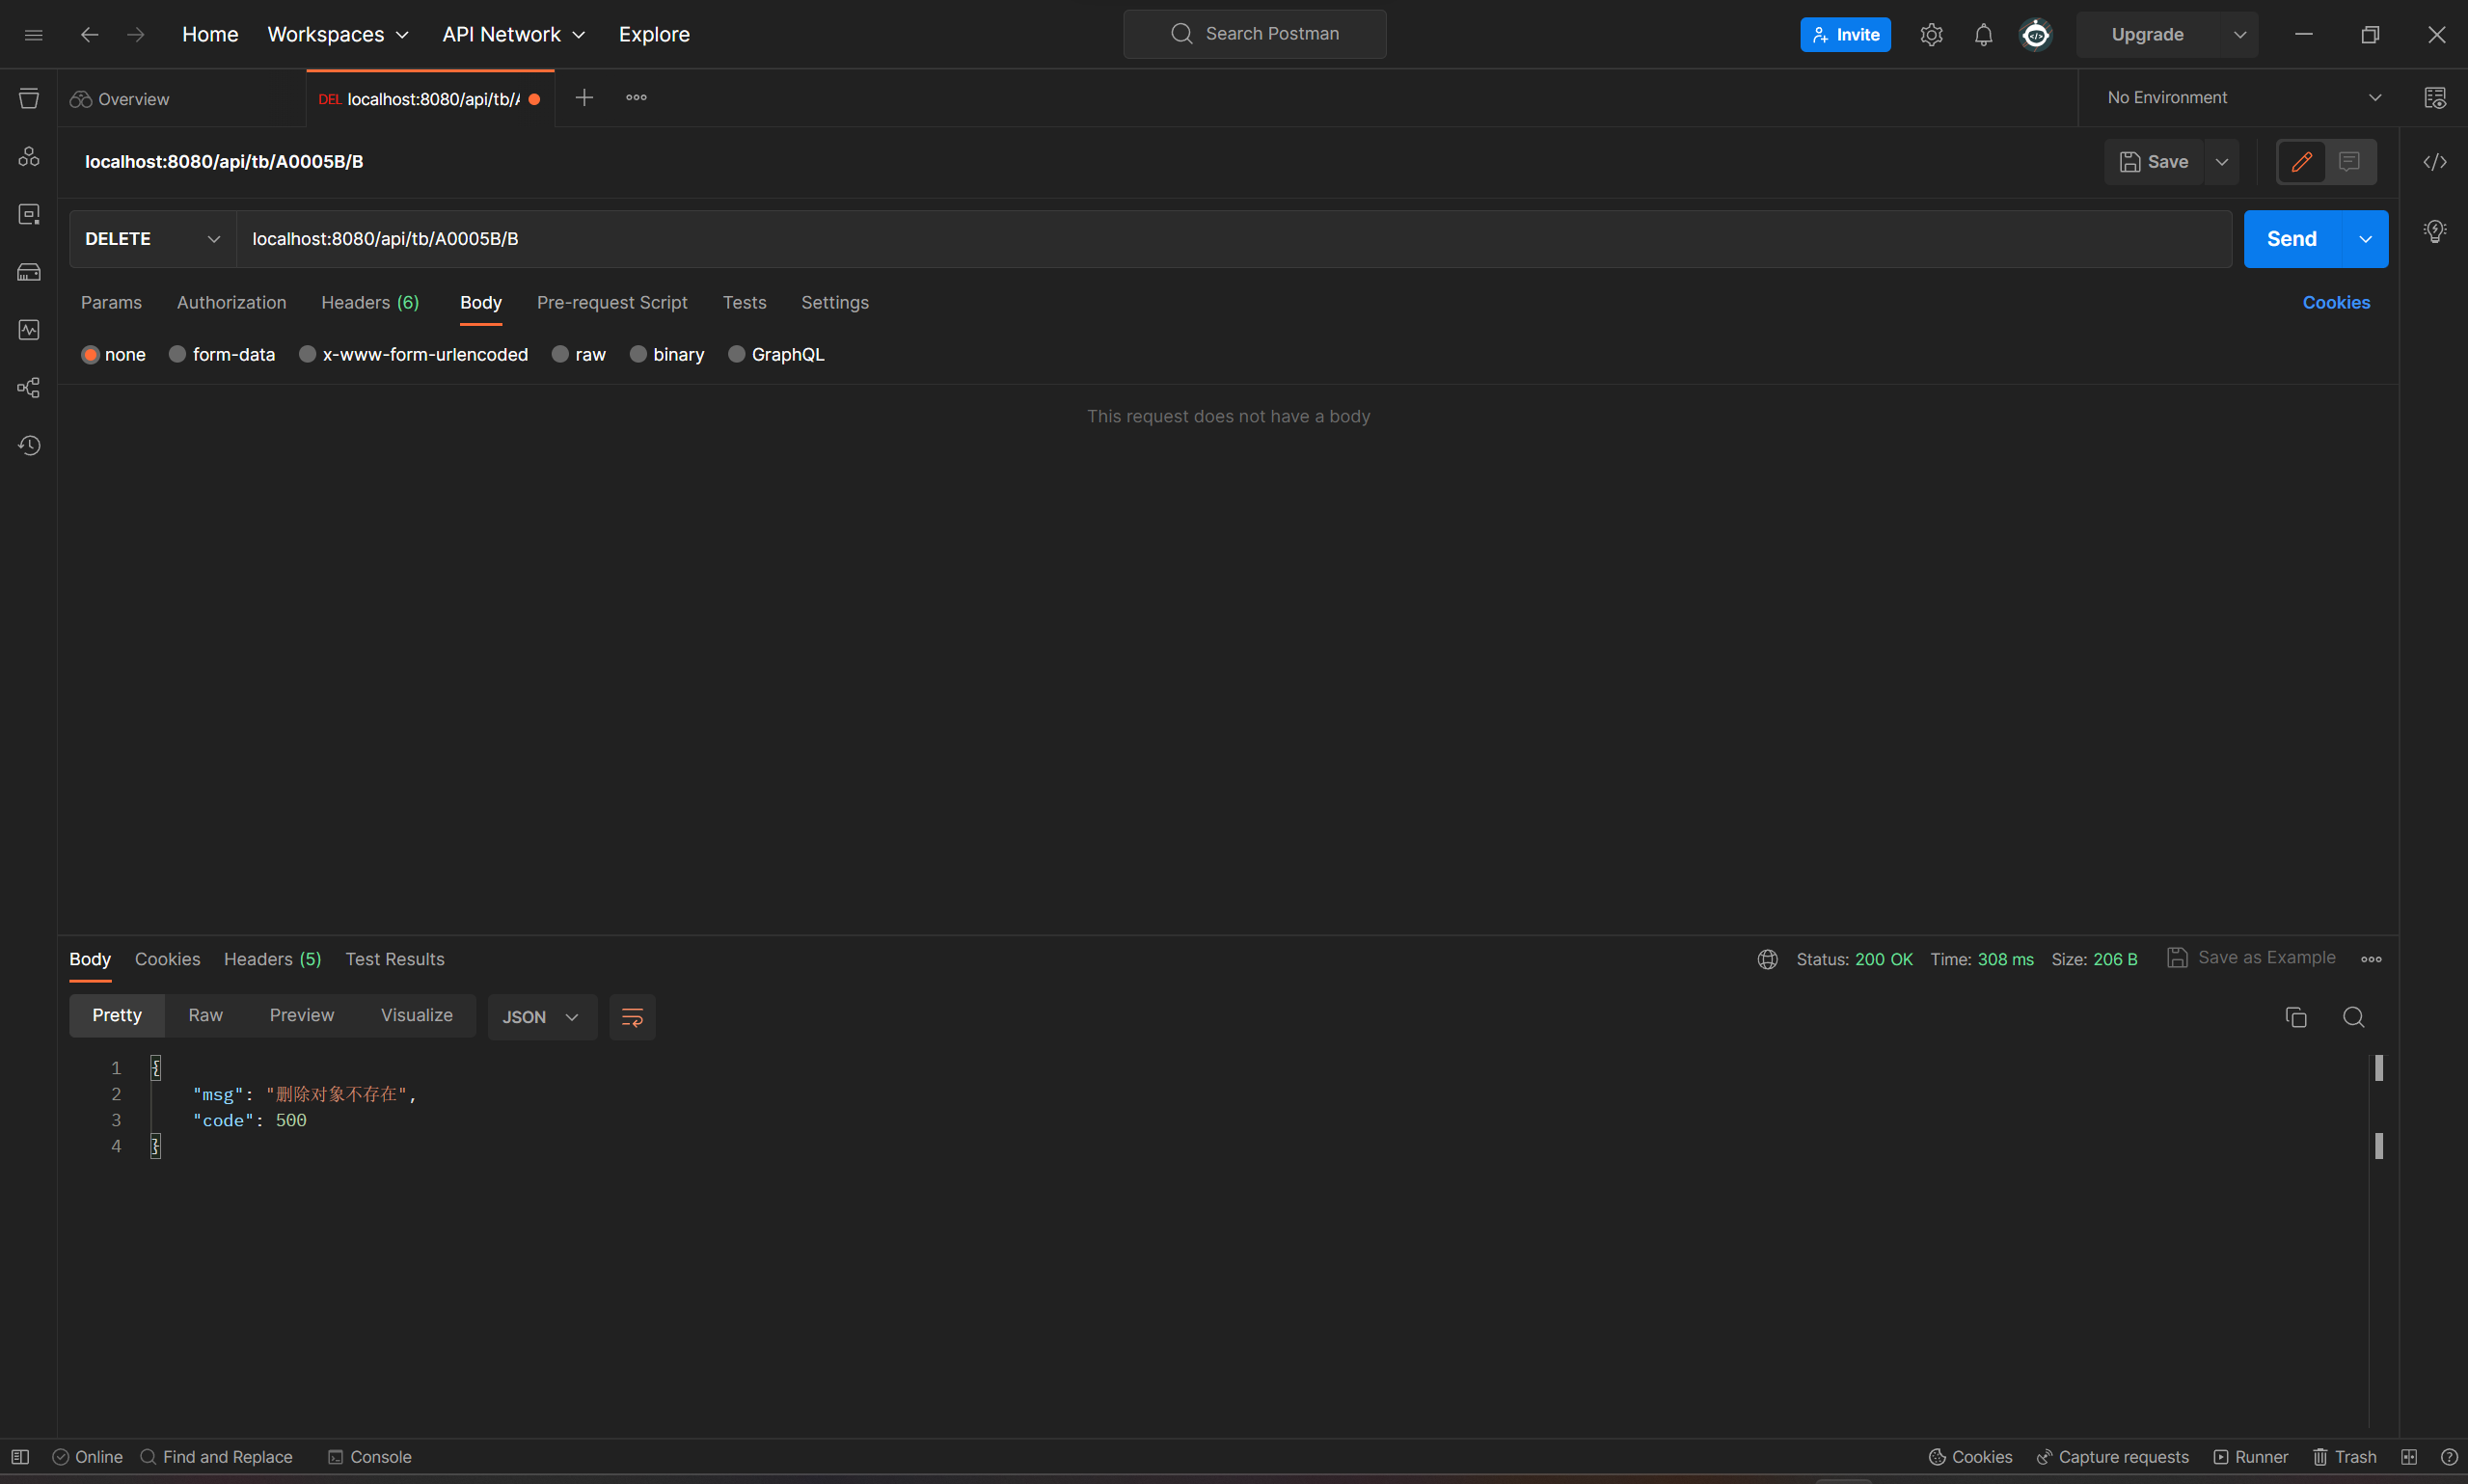 Home Workspaces API Network Explore Search Postman Invite Upgrade
Overview DEL localhost:8080/api/tb/A No Environment
localhost:8080/api/tb/A0005B/B Save
DELETE localhost:8080/api/tb/A0005B/B Send
Params Authorization Headers (6) Body Pre-request Script Tests Settings Cookies
none form-data x-www-form-urlencoded raw binary GraphQL
This request does not have a body
Body Cookies Headers (5) Test Results Status: 200 OK Time: 308 ms Size: 206 B Save as Example
Pretty Raw Preview Visualize JSON
1 {
2 "msg": "删除对象不存在",
3 "code": 500
4 }
Online Find and Replace Console Cookies Capture requests Runner Trash